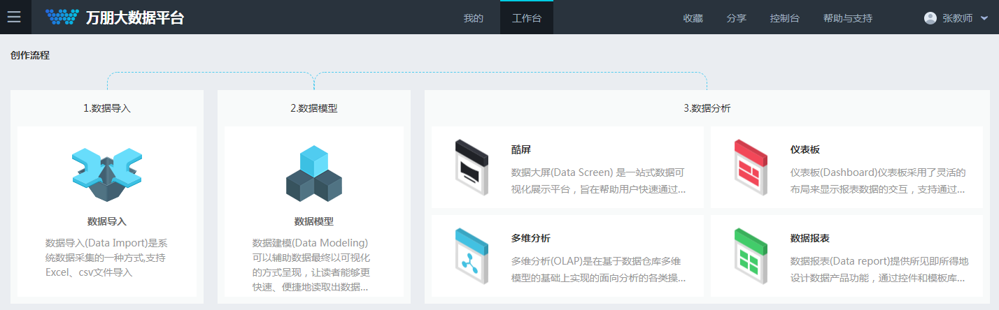 万朋大数据平台
我的
工作台
收藏
分享
控制台
帮助与支持
张教师
创作流程
1.数据导入
数据导入
数据导入(Data Import)是系
统数据采集的一种方式,支持
Excel、csv文件导入
2.数据模型
数据模型
数据建模(Data Modeling)
可以辅助数据最终以可视化
的方式呈现，让读者能够更
快速、便捷地读取出数据...
3.数据分析
酷屏
数据大屏(Data Screen) 是一站式数据可
视化展示平台，旨在帮助用户快速通过...
仪表板
仪表板(Dashboard)仪表板采用了灵活的
布局来显示报表数据的交互，支持通过...
多维分析
多维分析(OLAP)是在基于数据仓库多维
模型的基础上实现的面向分析的各类操...
数据报表
数据报表(Data report)提供所见即所得地
设计数据产品功能，通过控件和模板库...